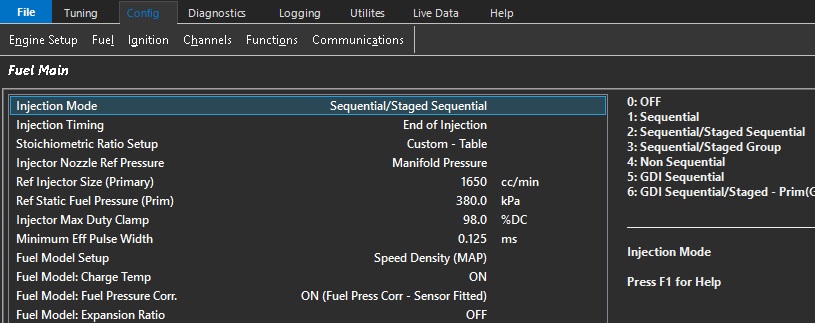 File Tuning Config Diagnostics Logging Utilites Live Data Help
Engine Setup Fuel Ignition Channels Functions Communications
Fuel Main
Injection Mode Sequential/Staged Sequential
Injection Timing End of Injection
Stoichiometric Ratio Setup Custom - Table
Injector Nozzle Ref Pressure Manifold Pressure
Ref Injector Size (Primary) 1650 cc/min
Ref Static Fuel Pressure (Prim) 380.0 kPa
Injector Max Duty Clamp 98.0 %DC
Minimum Eff Pulse Width 0.125 ms
Fuel Model Setup Speed Density (MAP)
Fuel Model: Charge Temp ON
Fuel Model: Fuel Pressure Corr. ON (Fuel Press Corr - Sensor Fitted)
Fuel Model: Expansion Ratio OFF
0: OFF
1: Sequential
2: Sequential/Staged Sequential
3: Sequential/Staged Group
4: Non Sequential
5: GDI Sequential
6: GDI Sequential/Staged - Prim(G
Injection Mode
Press F1 for Help